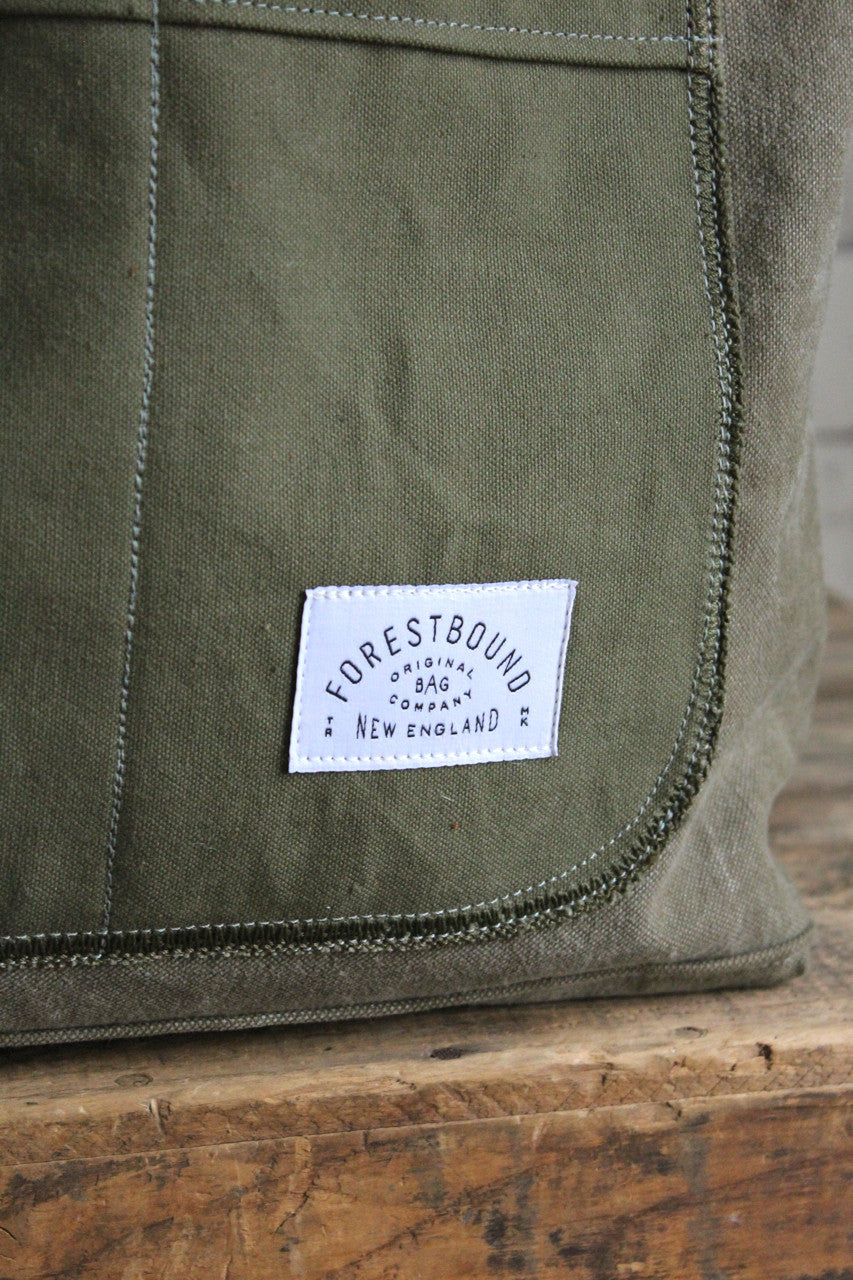 FORESTBOUND
ORIGINAL
BAG
COMPANY
TR NEW ENGLAND MK